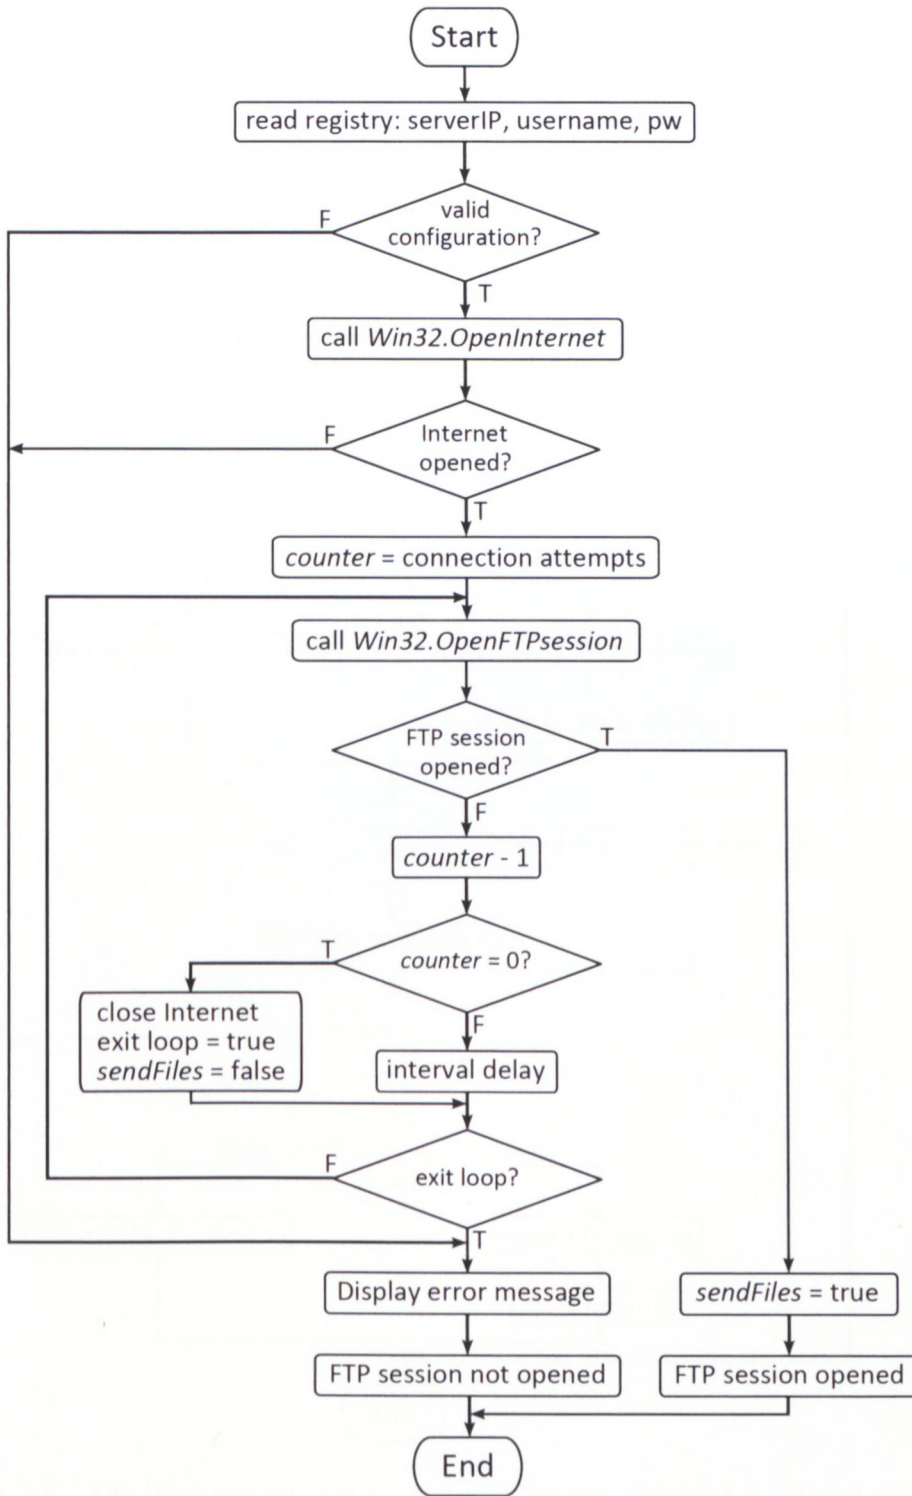 Start
read registry: serverIP, username, pw
F
valid
configuration?
T
call Win32.OpenInternet
F
Internet
opened?
T
counter = connection attempts
call Win32.OpenFTPsession
FTP session
opened?
T
F
counter - 1
T
counter = 0?
close Internet
exit loop = true
sendFiles = false
F
interval delay
F
exit loop?
T
Display error message
sendFiles = true
FTP session not opened
FTP session opened
End